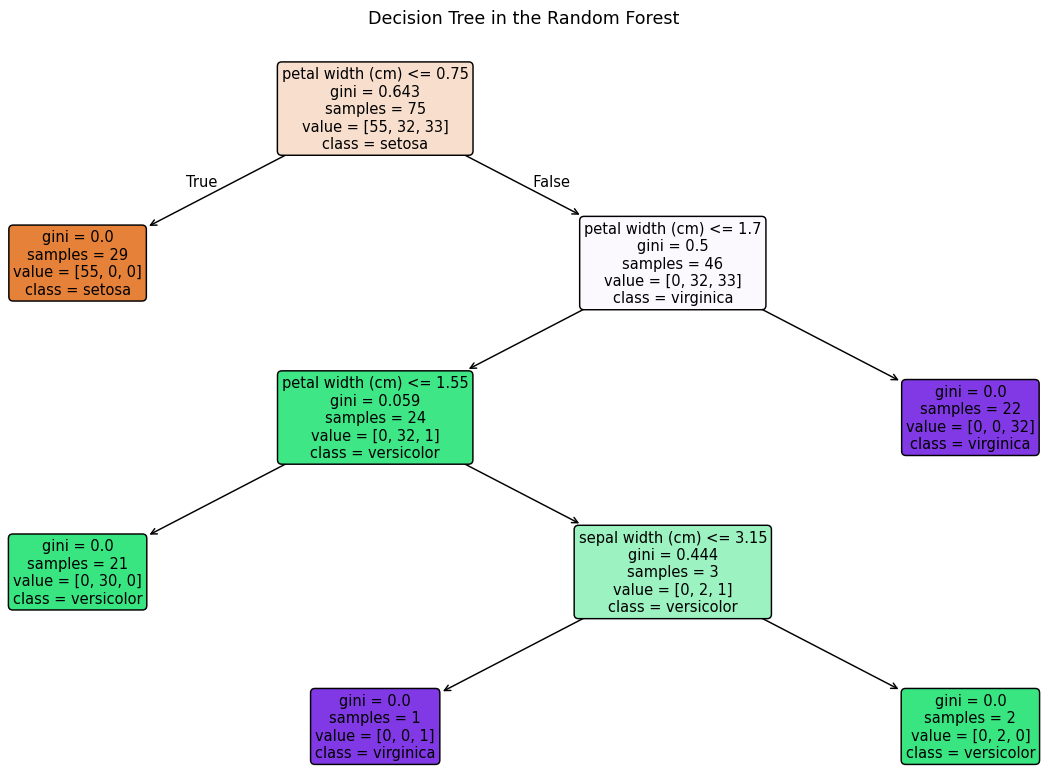 Decision Tree in the Random Forest
petal width (cm) <= 0.75
gini = 0.643
samples = 75
value = [55, 32, 33]
class = setosa
True
False
gini = 0.0
samples = 29
value = [55, 0, 0]
class = setosa
petal width (cm) <= 1.7
gini = 0.5
samples = 46
value = [0, 32, 33]
class = virginica
petal width (cm) <= 1.55
gini = 0.059
samples = 24
value = [0, 32, 1]
class = versicolor
gini = 0.0
samples = 22
value = [0, 0, 32]
class = virginica
gini = 0.0
samples = 21
value = [0, 30, 0]
class = versicolor
sepal width (cm) <= 3.15
gini = 0.444
samples = 3
value = [0, 2, 1]
class = versicolor
gini = 0.0
samples = 1
value = [0, 0, 1]
class = virginica
gini = 0.0
samples = 2
value = [0, 2, 0]
class = versicolor